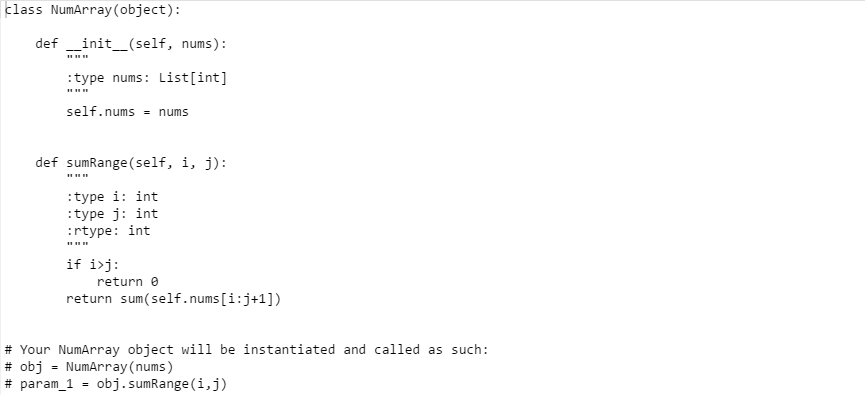 class NumArray(object):

    def __init__(self, nums):
        """
        :type nums: List[int]
        """
        self.nums = nums


    def sumRange(self, i, j):
        """
        :type i: int
        :type j: int
        :rtype: int
        """
        if i>j:
            return 0
        return sum(self.nums[i:j+1])


# Your NumArray object will be instantiated and called as such:
# obj = NumArray(nums)
# param_1 = obj.sumRange(i,j)